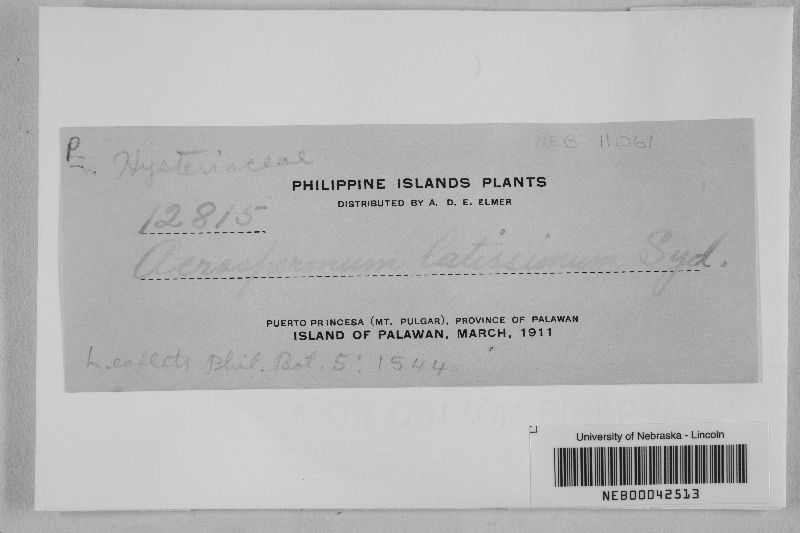 NEB 11061
P. Hysteriaceae
PHILIPPINE ISLANDS PLANTS
DISTRIBUTED BY A. D. E. ELMER
12815
Acrospermum latissimum Syd.
PUERTO PRINCESA (MT. PULGAR), PROVINCE OF PALAWAN
ISLAND OF PALAWAN, MARCH, 1911
Leaflets Phil. Bot. 5: 1544
University of Nebraska - Lincoln
NEB00042513